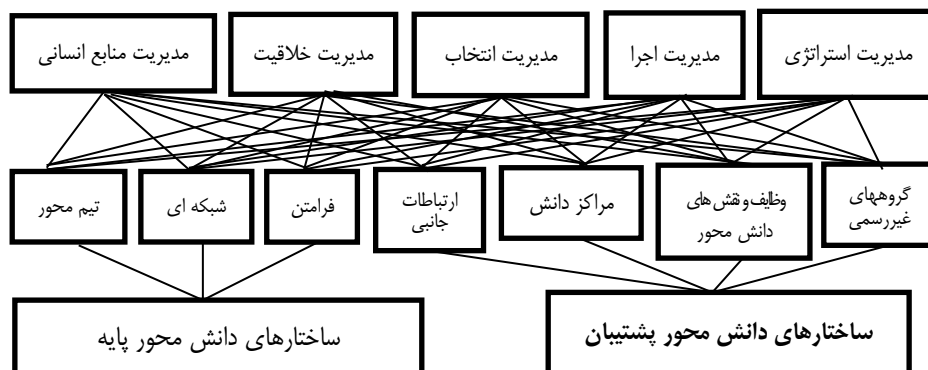 مدیریت استراتژی
مدیریت اجرا
مدیریت انتخاب
مدیریت خلاقیت
مدیریت منابع انسانی
گروههای
غیررسمی
وظایف و نقش های
دانش محور
مراکز دانش
ارتباطات
جانبی
فرامتن
شبکه ای
تیم محور
ساختارهای دانش محور پشتیبان
ساختارهای دانش محور پایه